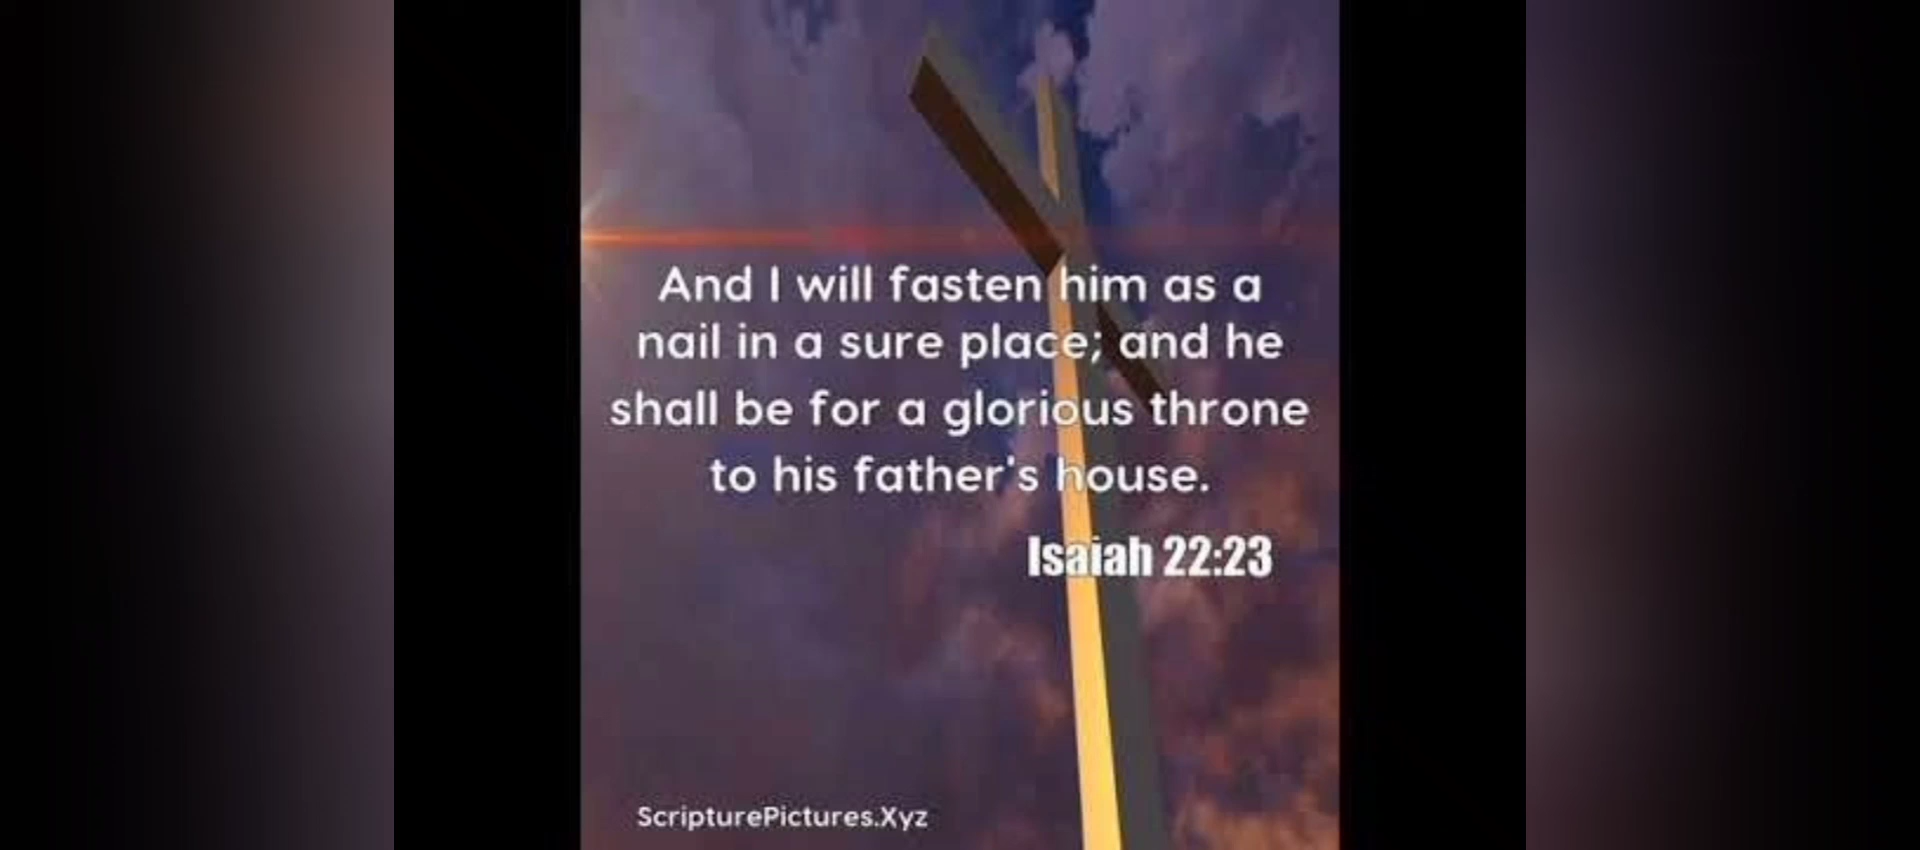 And I will fasten him as a
nail in a sure place; and he
shall be for a glorious throne
to his father's house.
Isaiah 22:23
ScripturePictures.Xyz